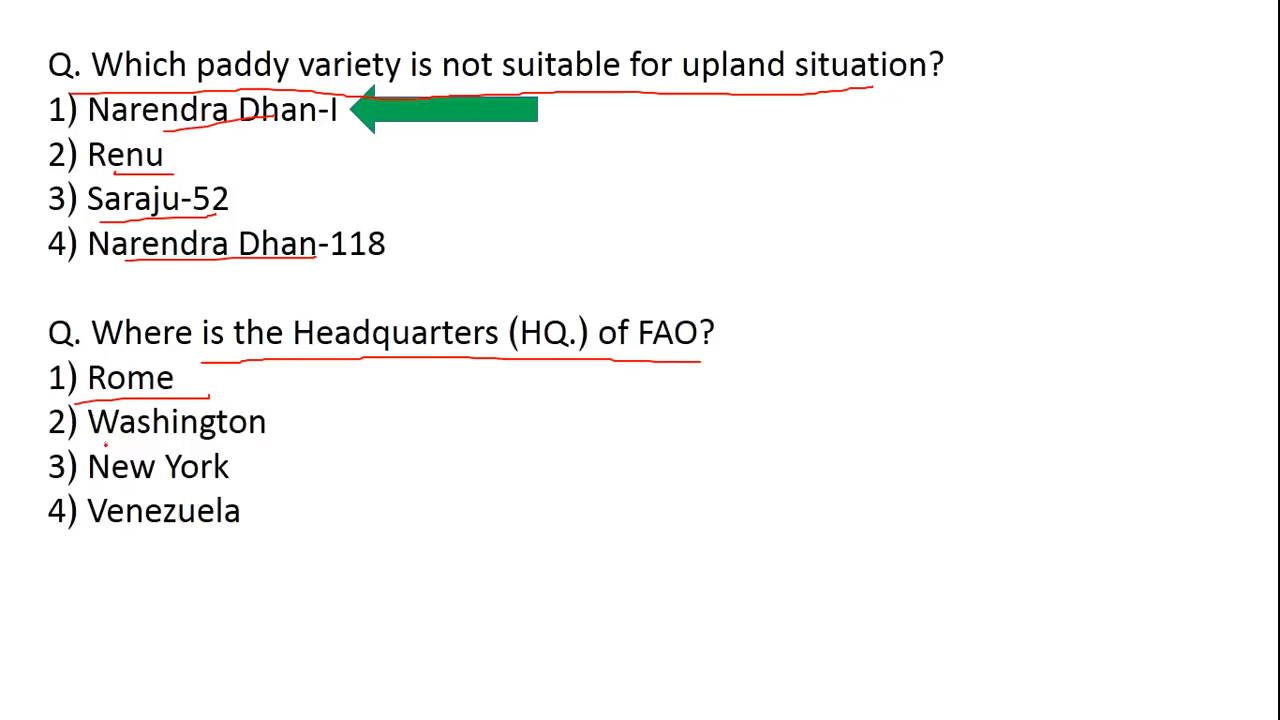 Q. Which paddy variety is not suitable for upland situation?
1) Narendra Dhan-I
2) Renu
3) Saraju-52
4) Narendra Dhan-118
Q. Where is the Headquarters (HQ.) of FAO?
1) Rome
2) Washington
3) New York
4) Venezuela